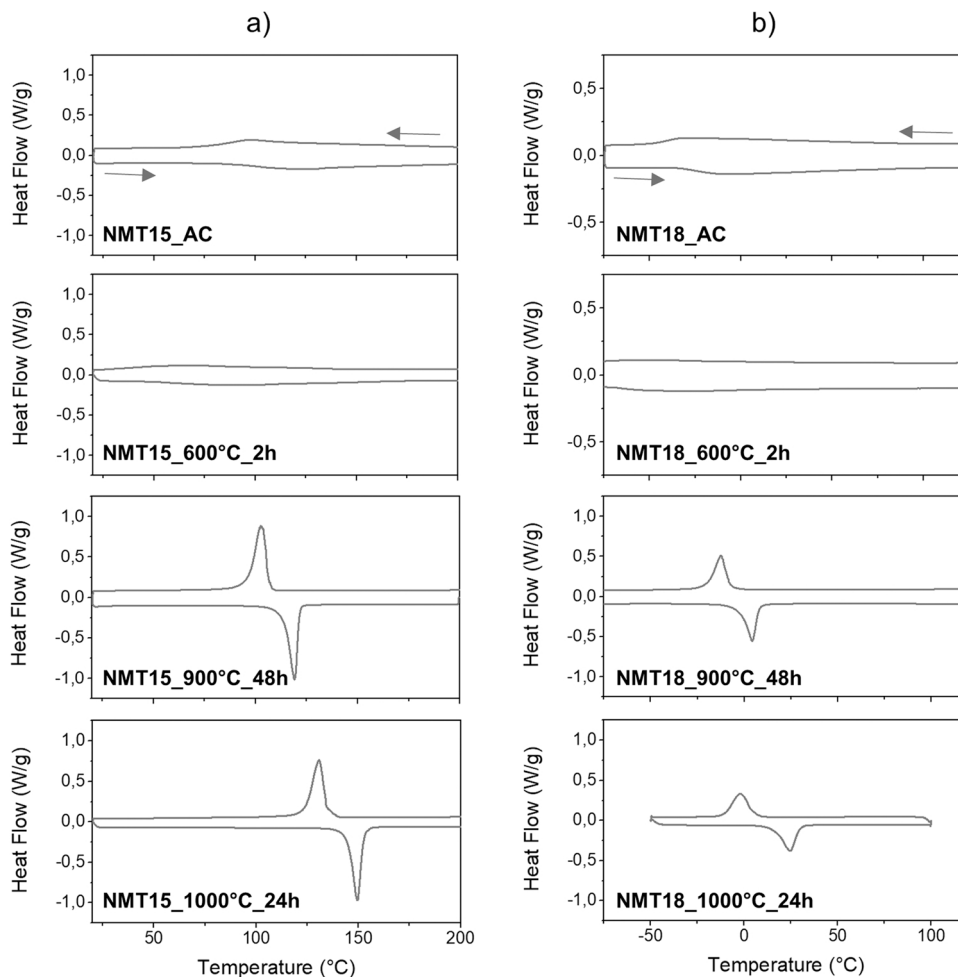 a)
b)
Heat Flow (W/g)
1,0
0,5
0,0
-0,5
-1,0
NMT15_AC
Heat Flow (W/g)
0,5
0,0
-0,5
NMT18_AC
Heat Flow (W/g)
1,0
0,5
0,0
-0,5
-1,0
NMT15_600°C_2h
Heat Flow (W/g)
0,5
0,0
-0,5
NMT18_600°C_2h
Heat Flow (W/g)
1,0
0,5
0,0
-0,5
-1,0
NMT15_900°C_48h
Heat Flow (W/g)
1,0
0,5
0,0
-0,5
-1,0
NMT18_900°C_48h
Heat Flow (W/g)
1,0
0,5
0,0
-0,5
-1,0
NMT15_1000°C_24h
50 100 150 200
Temperature (°C)
Heat Flow (W/g)
1,0
0,5
0,0
-0,5
-1,0
NMT18_1000°C_24h
-50 0 50 100
Temperature (°C)